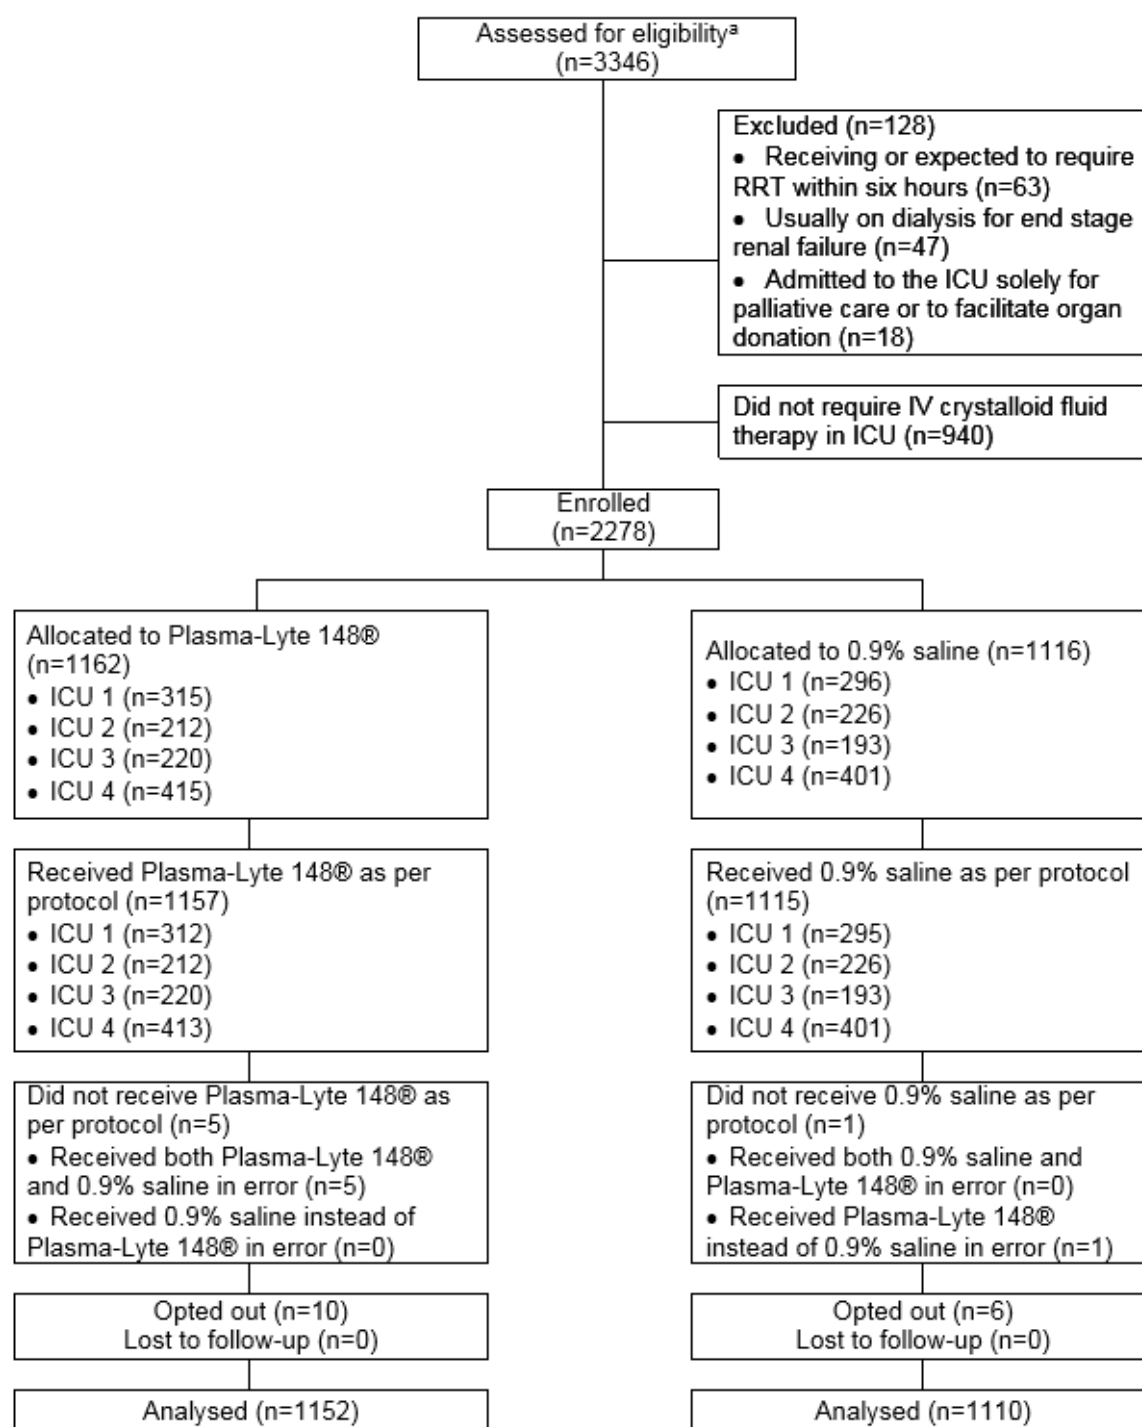 Assessed for eligibilityª
(n=3346)
Excluded (n=128)
• Receiving or expected to require
RRT within six hours (n=63)
• Usually on dialysis for end stage
renal failure (n=47)
• Admitted to the ICU solely for
palliative care or to facilitate organ
donation (n=18)
Did not require IV crystalloid fluid
therapy in ICU (n=940)
Enrolled
(n=2278)
Allocated to Plasma-Lyte 148®
(n=1162)
• ICU 1 (n=315)
• ICU 2 (n=212)
• ICU 3 (n=220)
• ICU 4 (n=415)
Allocated to 0.9% saline (n=1116)
• ICU 1 (n=296)
• ICU 2 (n=226)
• ICU 3 (n=193)
• ICU 4 (n=401)
Received Plasma-Lyte 148® as per
protocol (n=1157)
• ICU 1 (n=312)
• ICU 2 (n=212)
• ICU 3 (n=220)
• ICU 4 (n=413)
Received 0.9% saline as per protocol
(n=1115)
• ICU 1 (n=295)
• ICU 2 (n=226)
• ICU 3 (n=193)
• ICU 4 (n=401)
Did not receive Plasma-Lyte 148® as
per protocol (n=5)
• Received both Plasma-Lyte 148®
and 0.9% saline in error (n=5)
• Received 0.9% saline instead of
Plasma-Lyte 148® in error (n=0)
Did not receive 0.9% saline as per
protocol (n=1)
• Received both 0.9% saline and
Plasma-Lyte 148® in error (n=0)
• Received Plasma-Lyte 148®
instead of 0.9% saline in error (n=1)
Opted out (n=10)
Lost to follow-up (n=0)
Opted out (n=6)
Lost to follow-up (n=0)
Analysed (n=1152)
Analysed (n=1110)